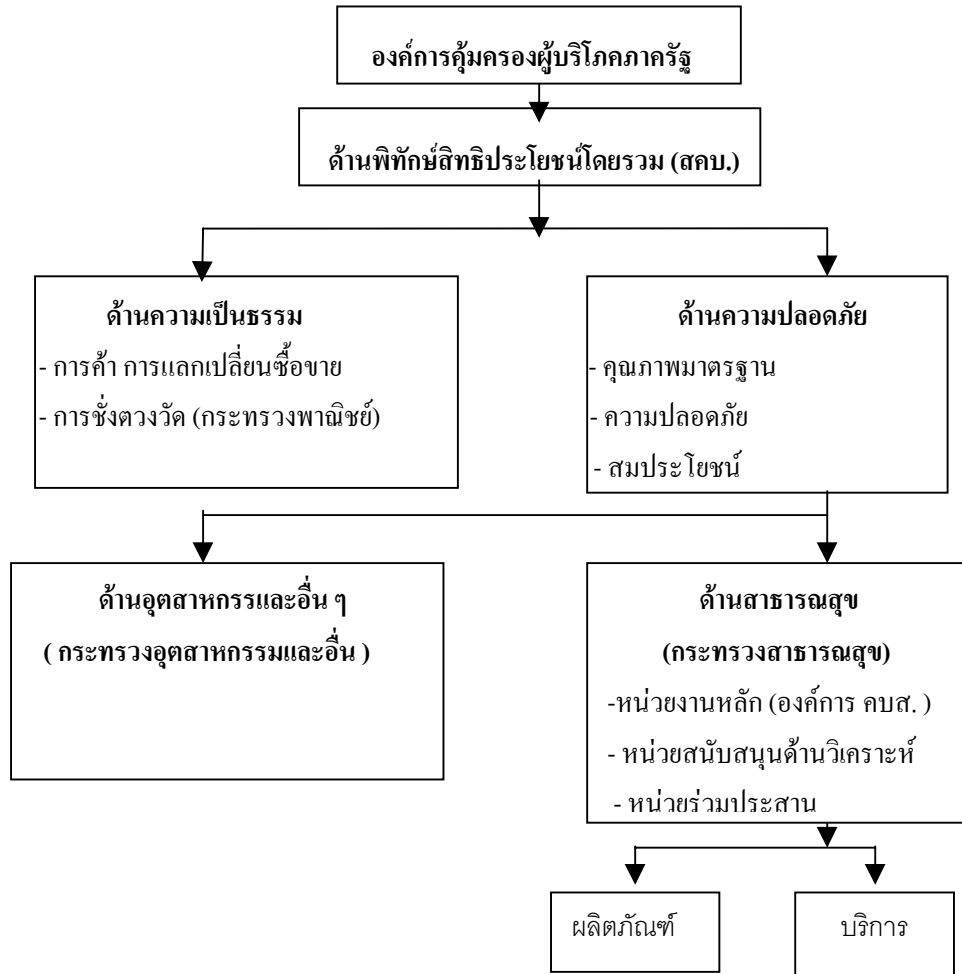 องค์การคุ้มครองผู้บริโภคภาครัฐ
ด้านพิทักษ์สิทธิประโยชน์โดยรวม (สคบ.)
ด้านความเป็นธรรม
- การค้า การแลกเปลี่ยนซื้อขาย
- การชั่งตวงวัด (กระทรวงพาณิชย์)
ด้านความปลอดภัย
- คุณภาพมาตรฐาน
- ความปลอดภัย
- สมประโยชน์
ด้านอุตสาหกรรและอื่น ๆ
( กระทรวงอุตสาหกรรมและอื่น )
ด้านสาธารณสุข
(กระทรวงสาธารณสุข)
-หน่วยงานหลัก (องค์การ คบส. )
- หน่วยสนับสนุนด้านวิเคราะห์
- หน่วยร่วมประสาน
ผลิตภัณฑ์
บริการ